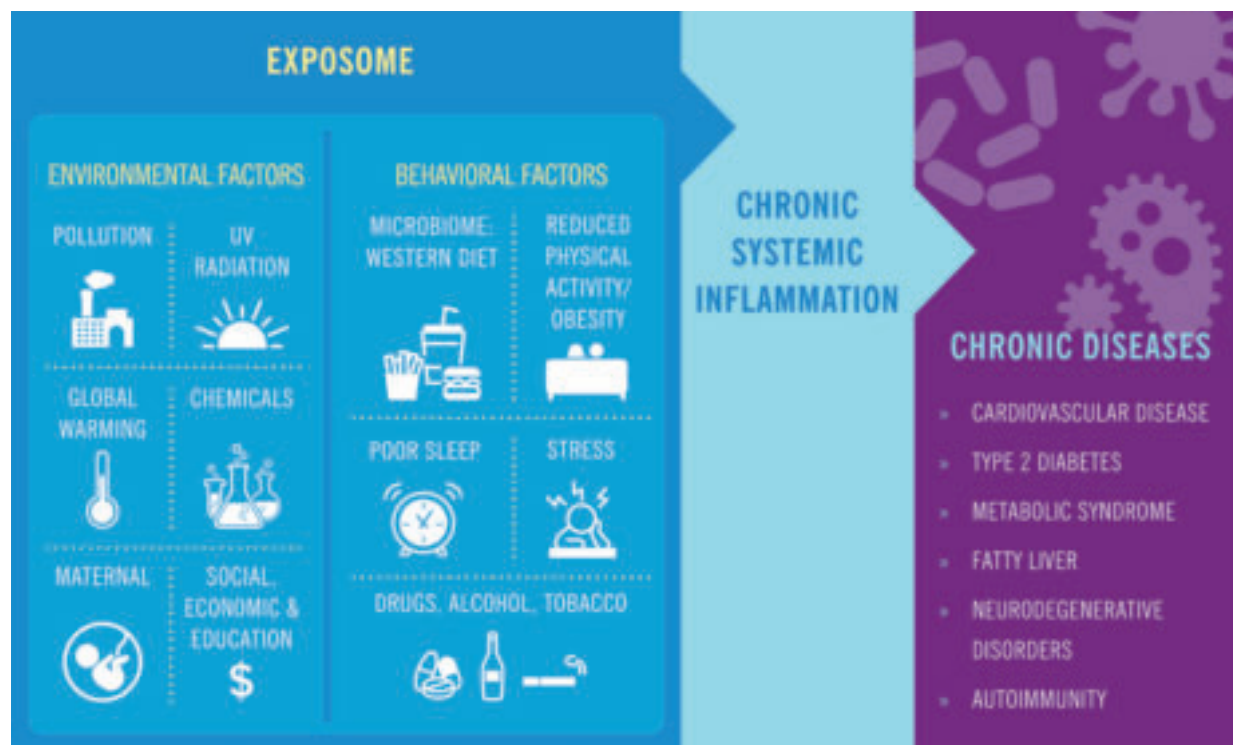 EXPOSOME
ENVIRONMENTAL FACTORS
POLLUTION
UV
RADIATION
GLOBAL
WARMING
CHEMICALS
MATERNAL
SOCIAL,
ECONOMIC &
EDUCATION
$
BEHAVIORAL FACTORS
MICROBIOME:
WESTERN DIET
REDUCED
PHYSICAL
ACTIVITY/
OBESITY
POOR SLEEP
STRESS
DRUGS, ALCOHOL, TOBACCO
CHRONIC
SYSTEMIC
INFLAMMATION
CHRONIC DISEASES
» CARDIOVASCULAR DISEASE
» TYPE 2 DIABETES
» METABOLIC SYNDROME
» FATTY LIVER
» NEURODEGENERATIVE
DISORDERS
» AUTOIMMUNITY